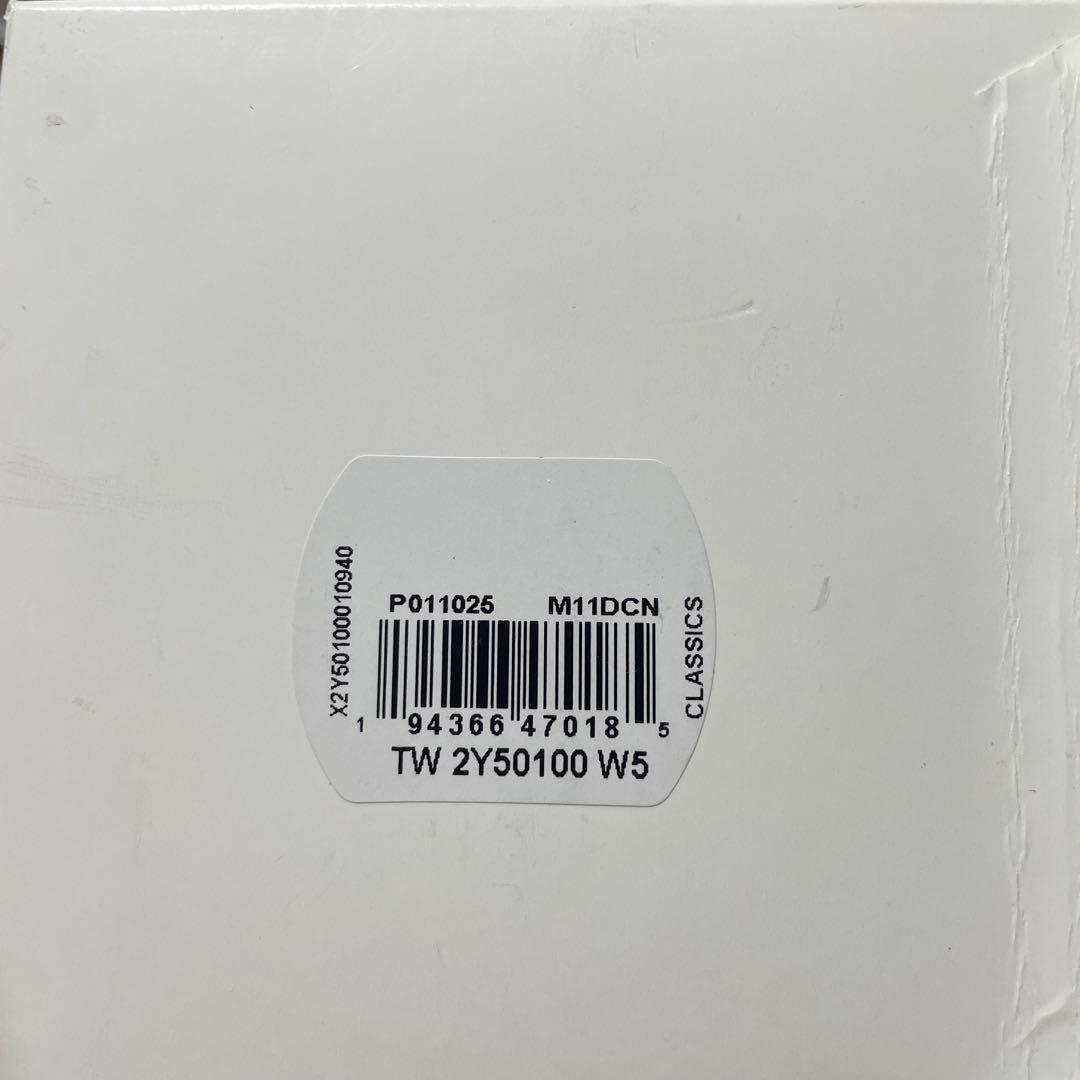 X2Y50100010940
P011025 M11DCN
CLASSICS
1 94366 47018 5
TW 2Y50100 W5